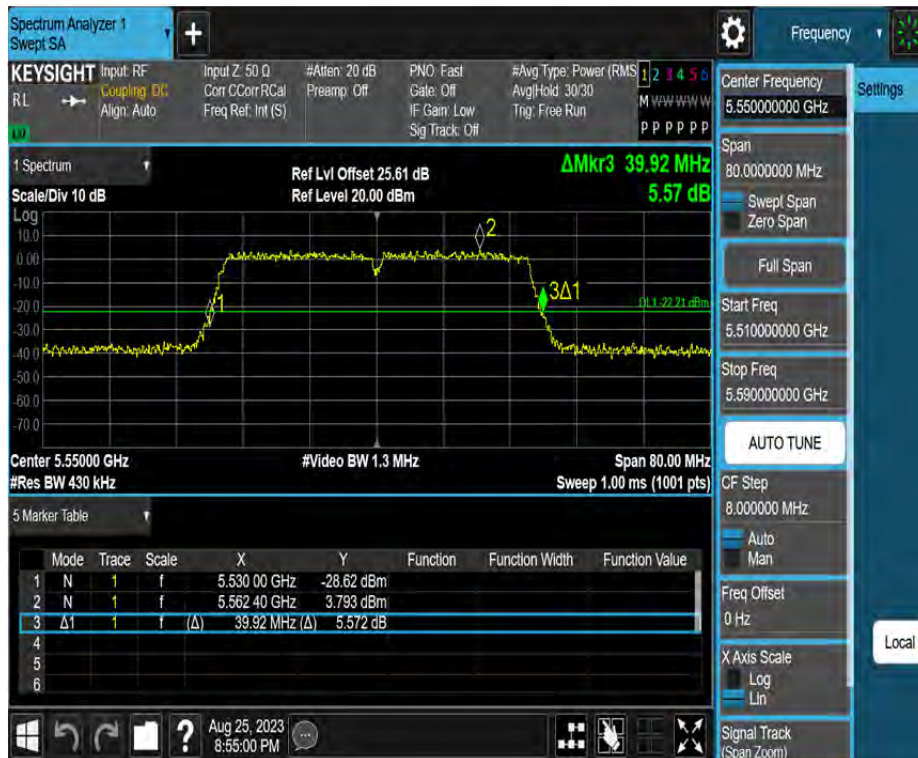 Spectrum Analyzer 1
Swept SA
+
Frequency
KEYSIGHT Input: RF Input Z: 50 Ω #Atten: 20 dB PNO: Fast #Avg Type: Power (RMS 1 2 3 4 5 6
RL Coupling: DC Corr CCorr RCal Preamp: Off Gate: Off Avg|Hold: 30/30 M W W W W W
Align: Auto Freq Ref: Int (S) IF Gain: Low Trig: Free Run
Sig Track: Off P P P P P P
Center Frequency
5.550000000 GHz
Settings
1 Spectrum
Ref Lvl Offset 25.61 dB
ΔMkr3 39.92 MHz
Scale/Div 10 dB
Ref Level 20.00 dBm
5.57 dB
Log
10.0
0.00
-10.0
-20.0
-30.0
-40.0
-50.0
-60.0
-70.0
1
2
3Δ1
DL1 -22.21 dBm
Center 5.55000 GHz #Video BW 1.3 MHz Span 80.00 MHz
#Res BW 430 kHz Sweep 1.00 ms (1001 pts)
Span
80.0000000 MHz
Swept Span
Zero Span
Full Span
Start Freq
5.510000000 GHz
Stop Freq
5.590000000 GHz
AUTO TUNE
CF Step
8.000000 MHz
Auto
Man
Freq Offset
0 Hz
X Axis Scale
Log
Lin
Signal Track
(Span Zoom)
Local
5 Marker Table
Mode Trace Scale X Y Function Function Width Function Value
1 N 1 f 5.530 00 GHz -28.62 dBm
2 N 1 f 5.562 40 GHz 3.793 dBm
3 Δ1 1 f (Δ) 39.92 MHz (Δ) 5.572 dB
4
5
6
?
Aug 25, 2023
8:55:00 PM